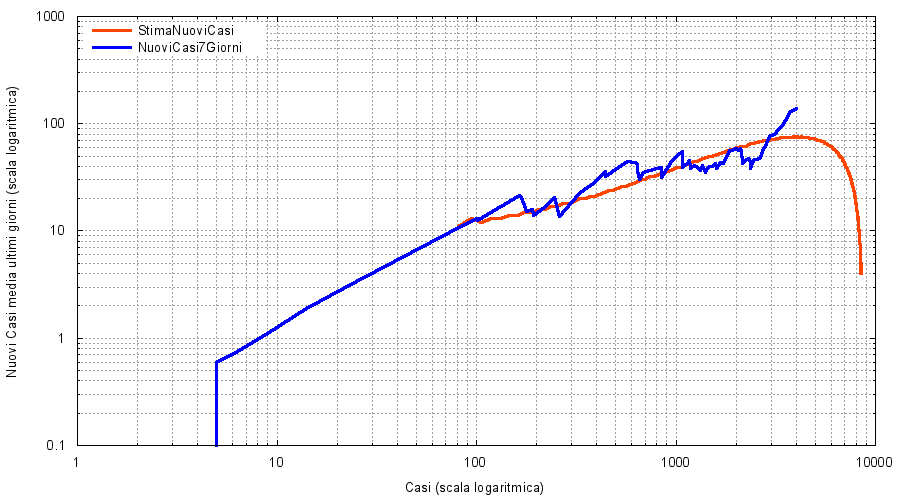 1000
100
10
1
0.1
StimaNuoviCasi
NuoviCasi7Giorni
Nuovi Casi media ultimi giorni (scala logaritmica)
1
10
100
1000
10000
Casi (scala logaritmica)